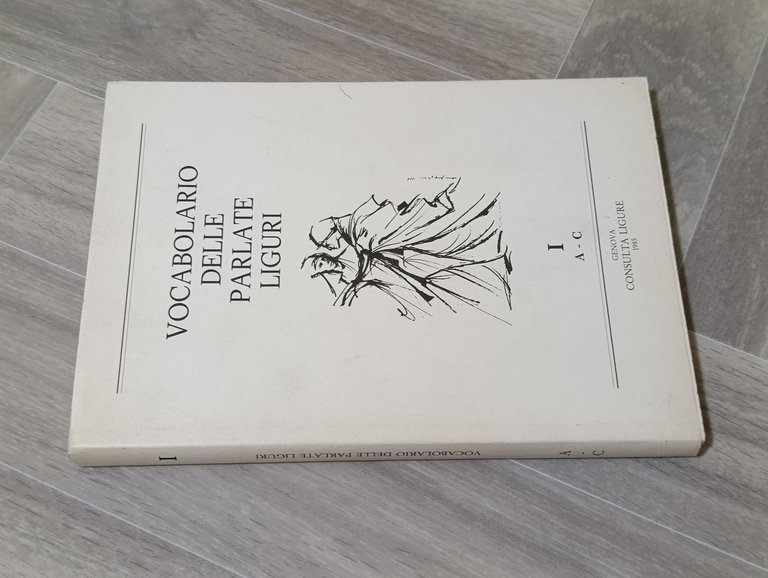 VOCABOLARIO
DELLE
PARLATE
LIGURI
I
A - C
GENOVA
CONSULTA LIGURE
1985
I
VOCABOLARIO DELLE PARLATE LIGURI
A
-
C